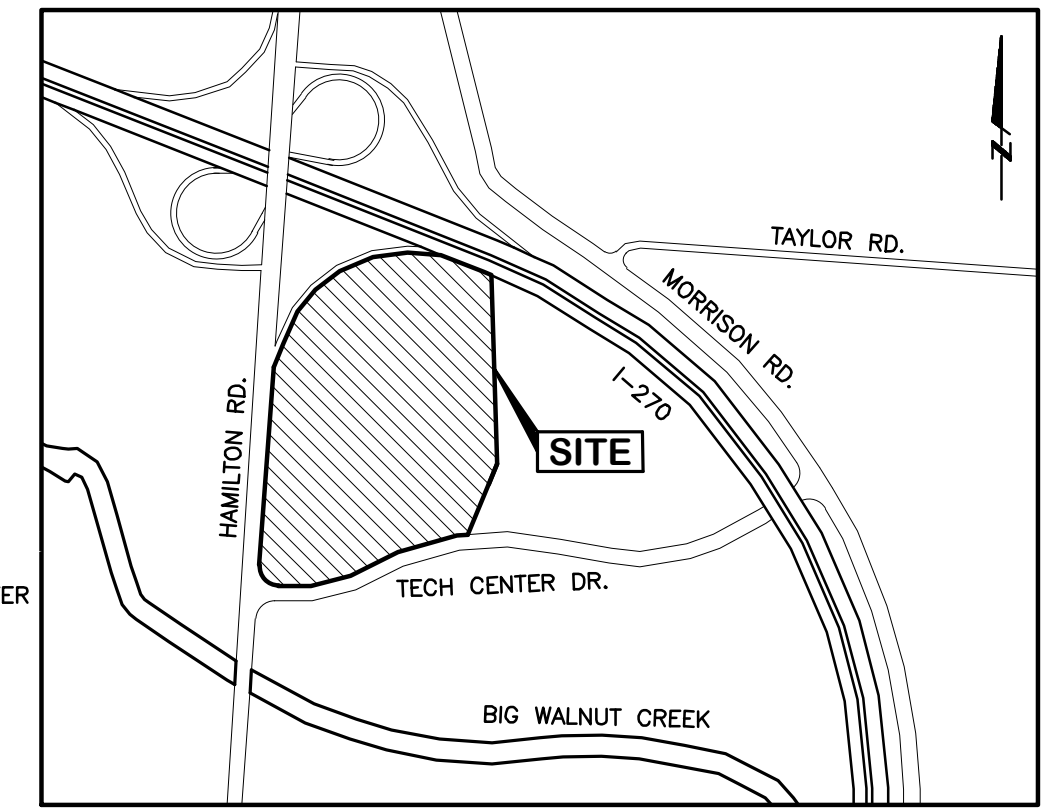 N
TAYLOR RD.
MORRISON RD.
I-270
HAMILTON RD.
SITE
TECH CENTER DR.
ER
BIG WALNUT CREEK